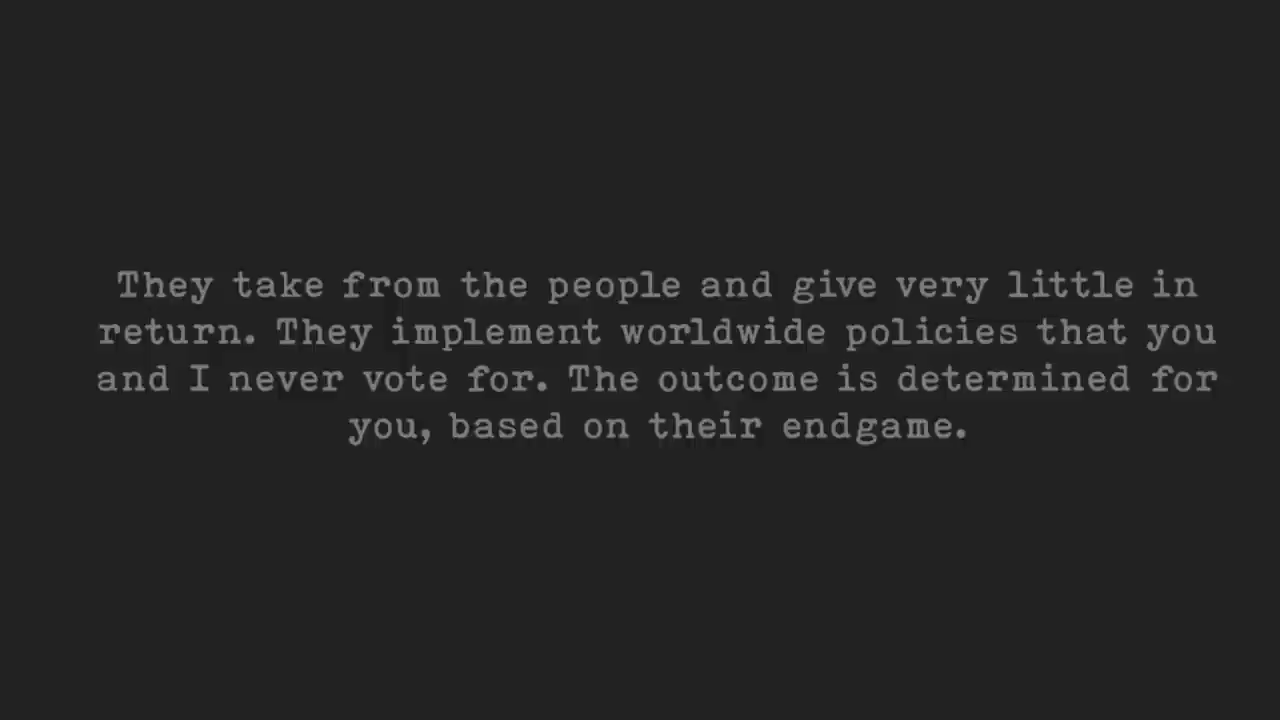 They take from the people and give very little in
return. They implement worldwide policies that you
and I never vote for. The outcome is determined for
you, based on their endgame.